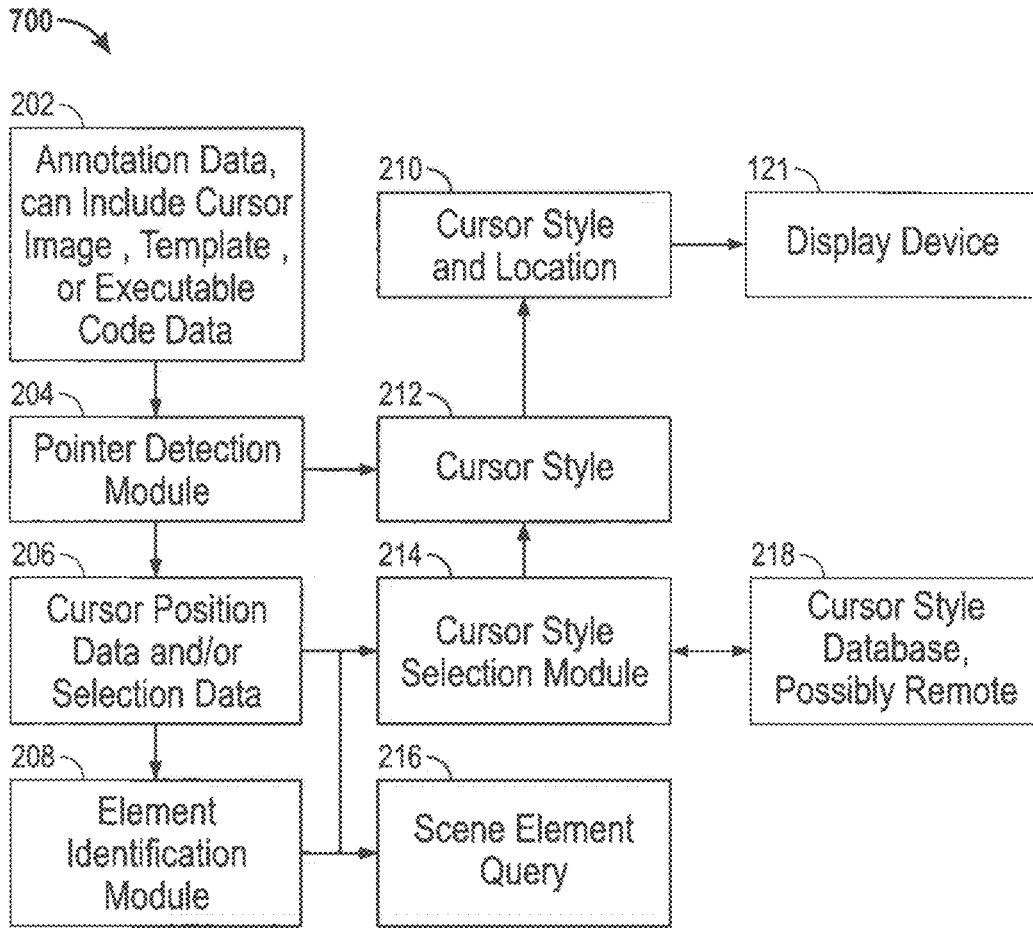 700
202
Annotation Data,
can Include Cursor
Image , Template ,
or Executable
Code Data
210
Cursor Style
and Location
121
Display Device
204
Pointer Detection
Module
212
Cursor Style
206
Cursor Position
Data and/or
Selection Data
214
Cursor Style
Selection Module
218
Cursor Style
Database,
Possibly Remote
208
Element
Identification
Module
216
Scene Element
Query